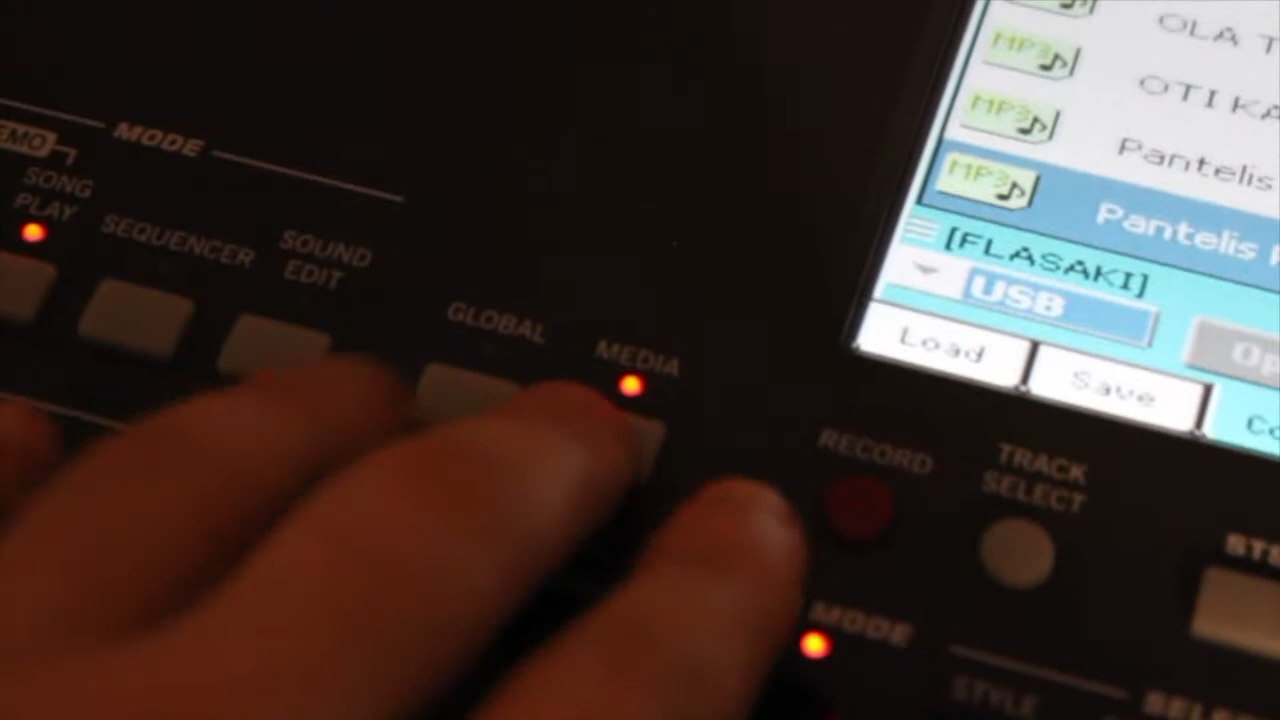 MODE
SONG
PLAY
SEQUENCER
SOUND
EDIT
GLOBAL
MEDIA
RECORD
TRACK
SELECT
MODE
STYLE
MP3
OLA
MP3
OTI KA
MP3
Pantelis
MP3
Pantelis
[FLASAKI]
USB
Load
Save